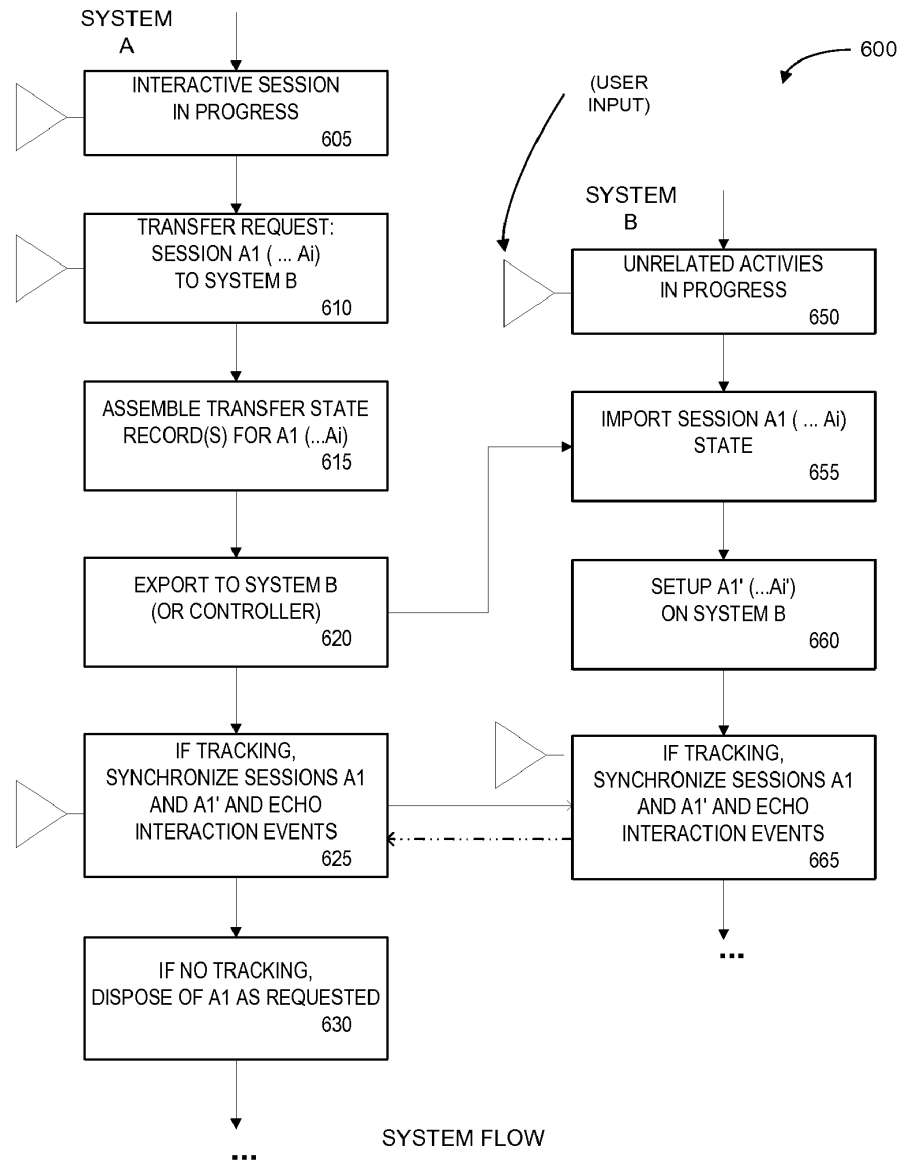 SYSTEM
A
600
INTERACTIVE SESSION
IN PROGRESS
605
(USER
INPUT)
TRANSFER REQUEST:
SESSION A1 ( ... Ai)
TO SYSTEM B
610
SYSTEM
B
UNRELATED ACTIVIES
IN PROGRESS
650
ASSEMBLE TRANSFER STATE
RECORD(S) FOR A1 (...Ai)
615
IMPORT SESSION A1 ( ... Ai)
STATE
655
EXPORT TO SYSTEM B
(OR CONTROLLER)
620
SETUP A1' (...Ai')
ON SYSTEM B
660
IF TRACKING,
SYNCHRONIZE SESSIONS A1
AND A1' AND ECHO
INTERACTION EVENTS
625
IF TRACKING,
SYNCHRONIZE SESSIONS A1
AND A1' AND ECHO
INTERACTION EVENTS
665
...
IF NO TRACKING,
DISPOSE OF A1 AS REQUESTED
630
...
SYSTEM FLOW